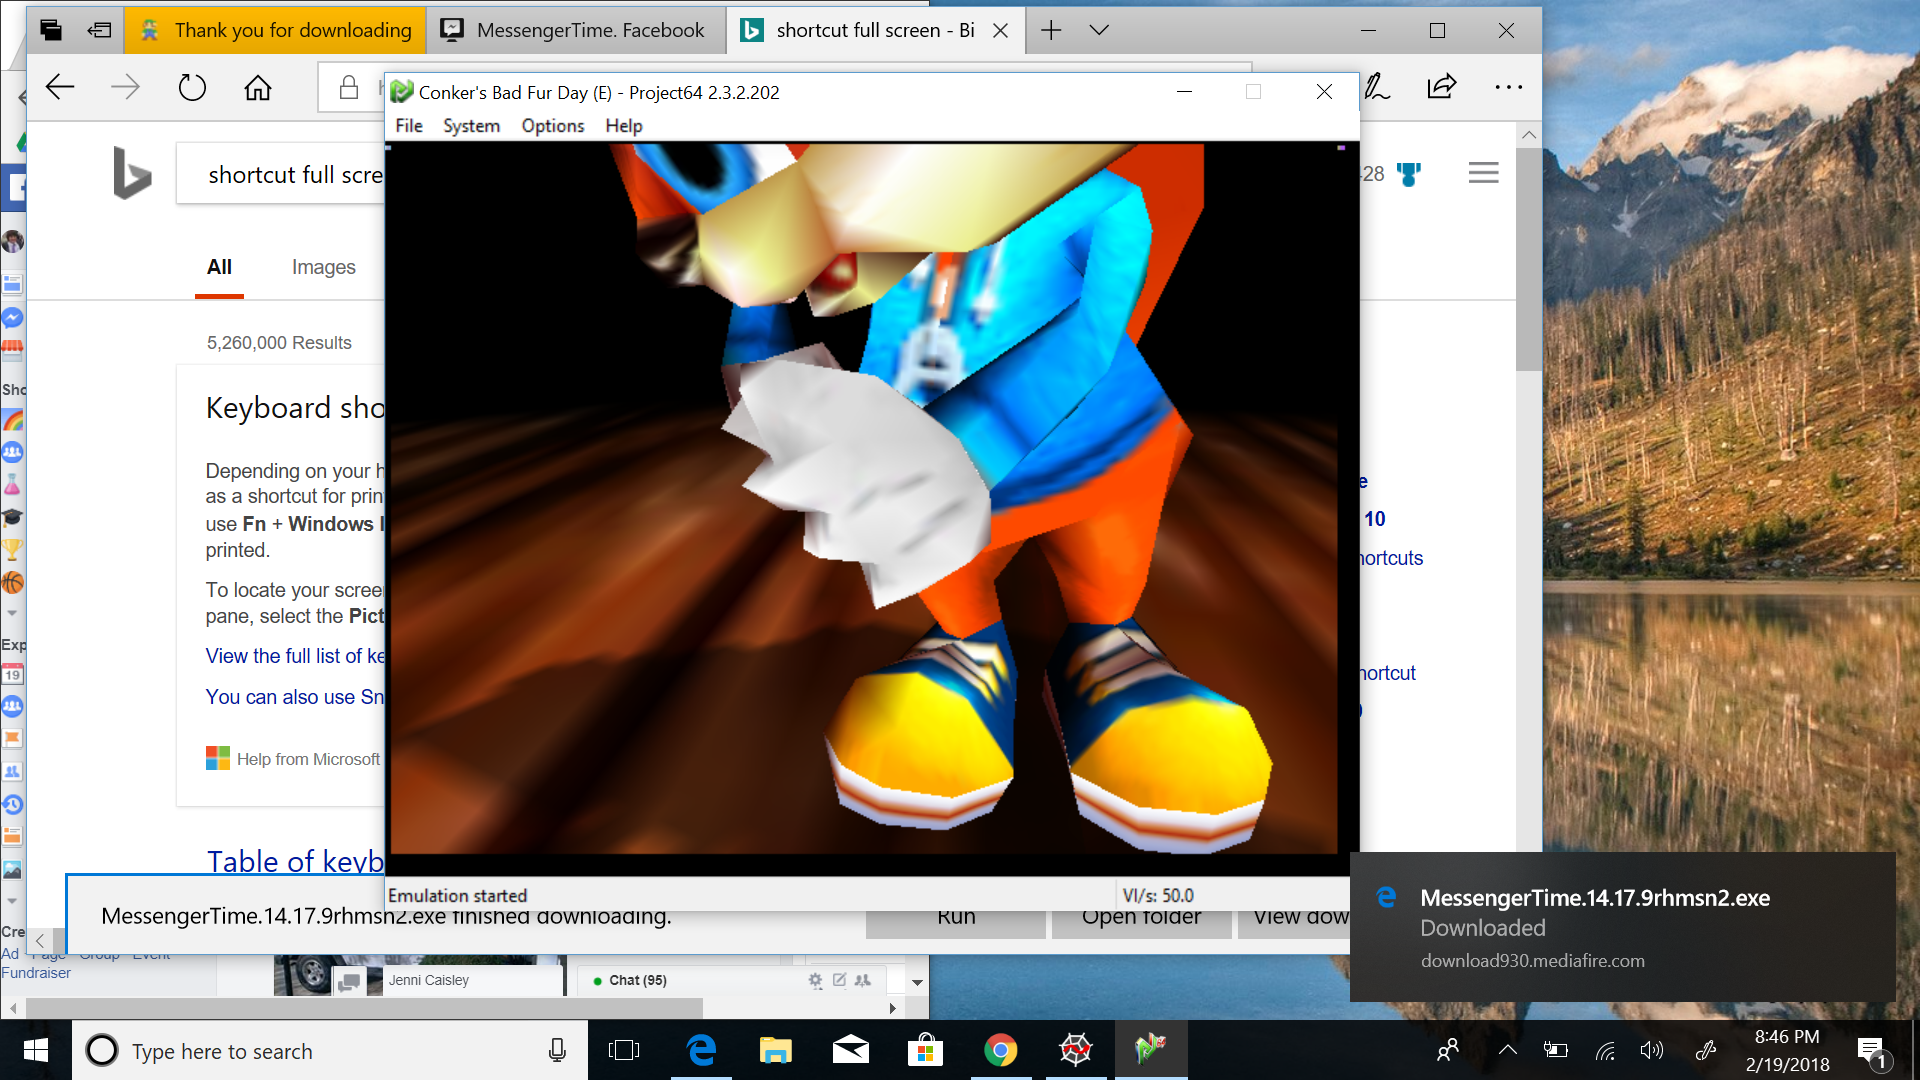 Thank you for downloading
MessengerTime. Facebook
shortcut full screen - Bi
Conker's Bad Fur Day (E) - Project64 2.3.2.202
File System Options Help
shortcut full scre
28
All Images
5,260,000 Results
Keyboard sho
Depending on your h
as a shortcut for prin
use Fn + Windows l
printed.
To locate your scree
pane, select the Pict
View the full list of ke
You can also use Sn
Help from Microsoft
Table of keyb
e
10
hortcuts
hortcut
Sho
Exp
19
Cre
Ad Page Group Event
Fundraiser
Emulation started
VI/s: 50.0
MessengerTime.14.17.9rhmsn2.exe finished downloading.
Run
Open folder
View dow
MessengerTime.14.17.9rhmsn2.exe
Downloaded
download930.mediafire.com
Jenni Caisley
Chat (95)
Type here to search
8:46 PM
2/19/2018
1